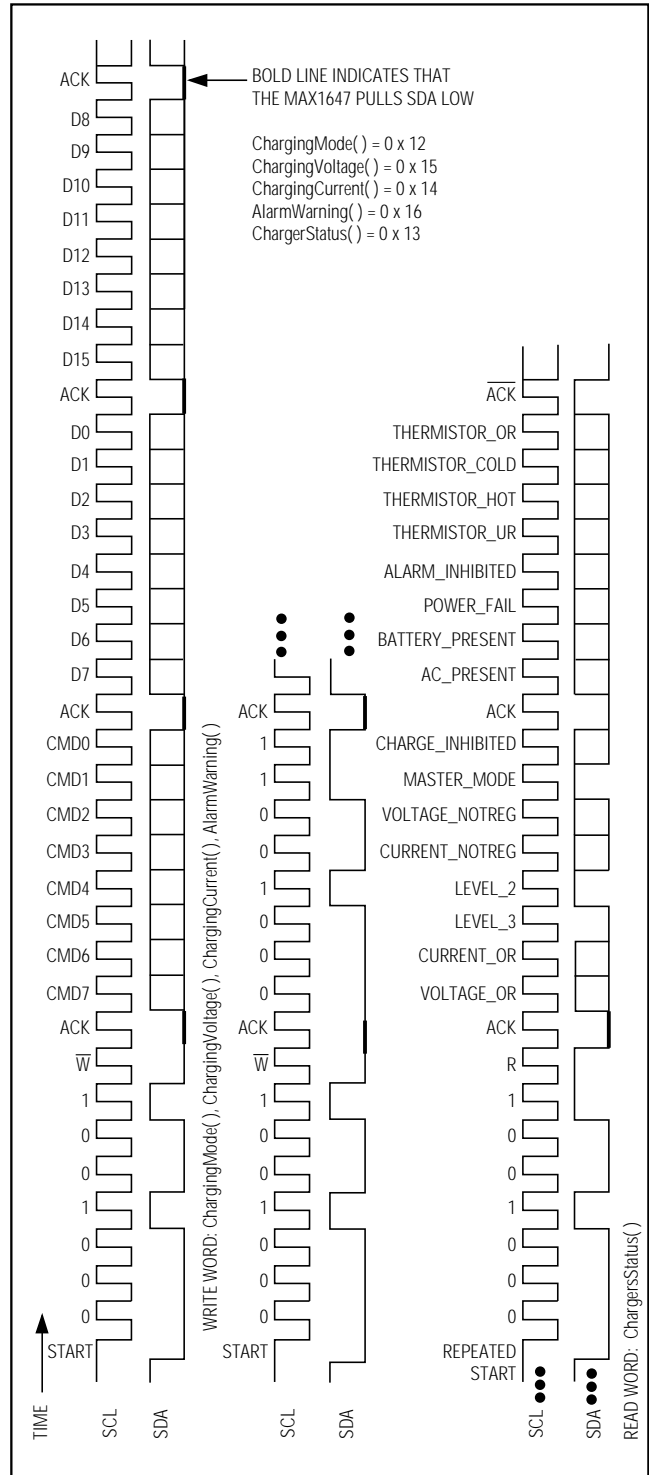 BOLD LINE INDICATES THAT
THE MAX1647 PULLS SDA LOW
ChargingMode( ) = 0 x 12
ChargingVoltage( ) = 0 x 15
ChargingCurrent( ) = 0 x 14
AlarmWarning( ) = 0 x 16
ChargerStatus( ) = 0 x 13
ACK
D8
D9
D10
D11
D12
D13
D14
D15
ACK
D0
D1
D2
D3
D4
D5
D6
D7
ACK
CMD0
CMD1
CMD2
CMD3
CMD4
CMD5
CMD6
CMD7
ACK
W
1
0
0
1
0
0
0
START
TIME
SCL
SDA
WRITE WORD: ChargingMode( ), ChargingVoltage( ), ChargingCurrent( ), AlarmWarning( )
ACK
1
1
0
0
1
0
0
0
ACK
W
1
0
0
1
0
0
0
START
SCL
SDA
ACK
THERMISTOR_OR
THERMISTOR_COLD
THERMISTOR_HOT
THERMISTOR_UR
ALARM_INHIBITED
POWER_FAIL
BATTERY_PRESENT
AC_PRESENT
ACK
CHARGE_INHIBITED
MASTER_MODE
VOLTAGE_NOTREG
CURRENT_NOTREG
LEVEL_2
LEVEL_3
CURRENT_OR
VOLTAGE_OR
ACK
R
1
0
0
1
0
0
0
REPEATED
START
SCL
SDA
READ WORD: ChargersStatus( )